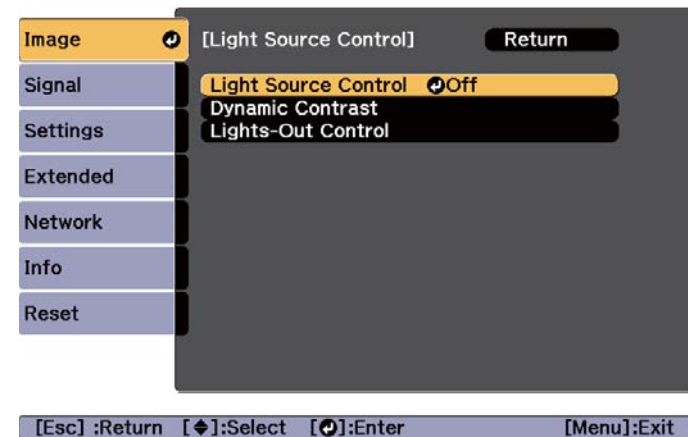 Image
[Light Source Control] Return
Signal
Light Source Control Off
Dynamic Contrast
Settings
Lights-Out Control
Extended
Network
Info
Reset
[Esc] :Return [◆]:Select [⏎]:Enter [Menu]:Exit